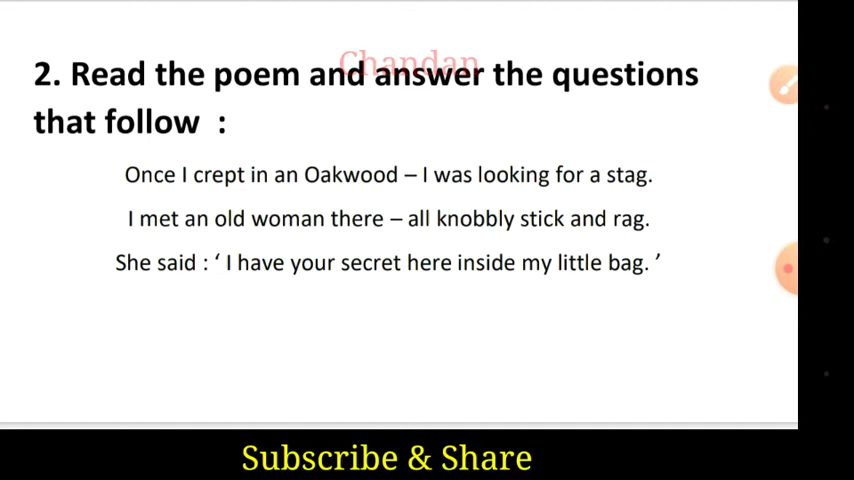 Chandan
2. Read the poem and answer the questions
that follow :
Once I crept in an Oakwood – I was looking for a stag.
I met an old woman there – all knobbly stick and rag.
She said : ‘ I have your secret here inside my little bag. ’
Subscribe & Share